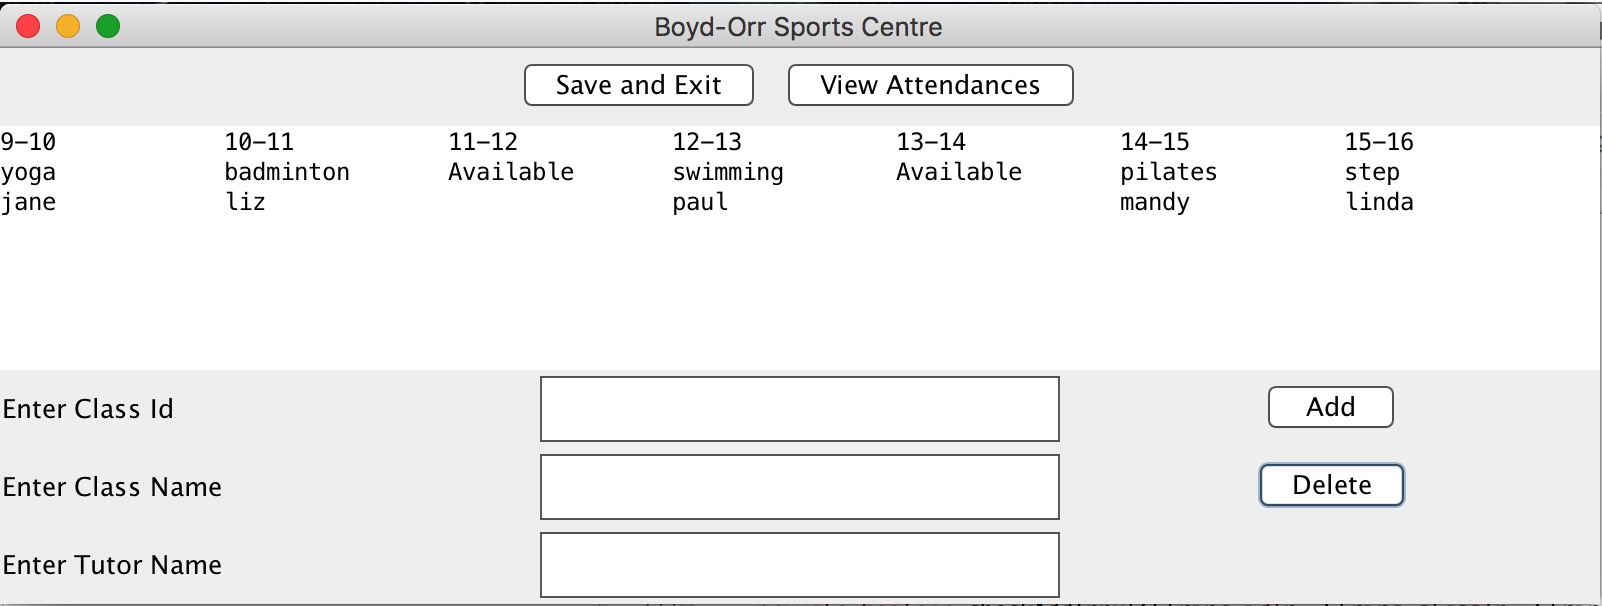 Boyd-Orr Sports Centre
Save and Exit View Attendances
9-10 10-11 11-12 12-13 13-14 14-15 15-16
yoga badminton Available swimming Available pilates step
jane liz paul mandy linda
Enter Class Id Add
Enter Class Name Delete
Enter Tutor Name